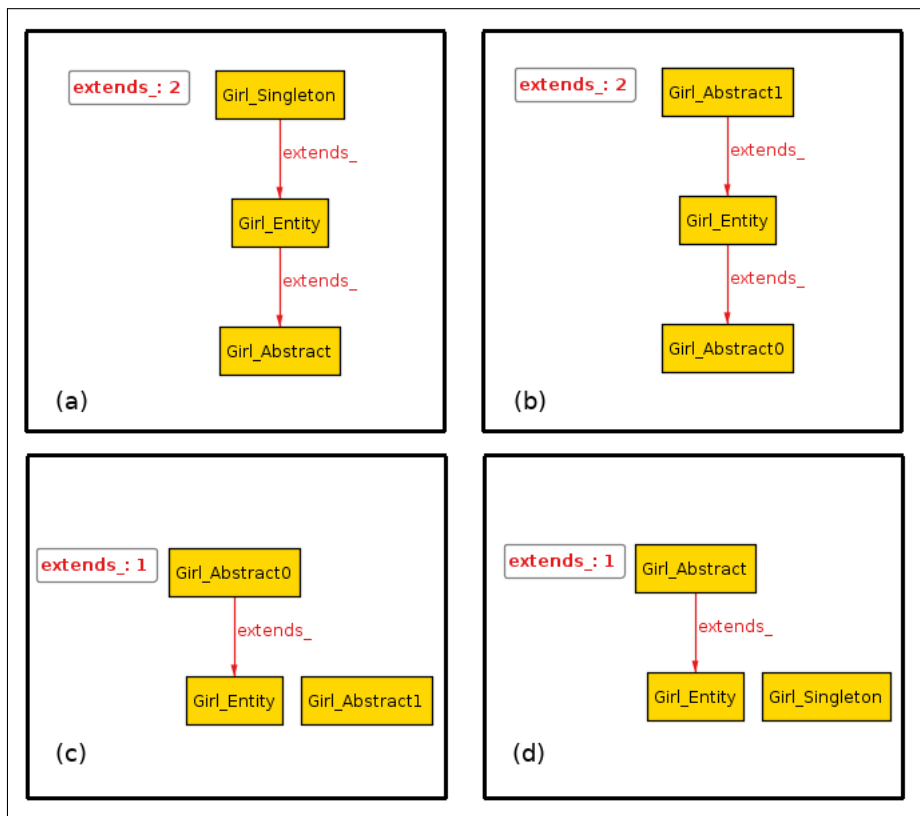 extends_: 2
Girl_Singleton
extends_
Girl_Entity
extends_
Girl_Abstract
(a)
extends_: 2
Girl_Abstract1
extends_
Girl_Entity
extends_
Girl_Abstract0
(b)
extends_: 1
Girl_Abstract0
extends_
Girl_Entity
Girl_Abstract1
(c)
extends_: 1
Girl_Abstract
extends_
Girl_Entity
Girl_Singleton
(d)